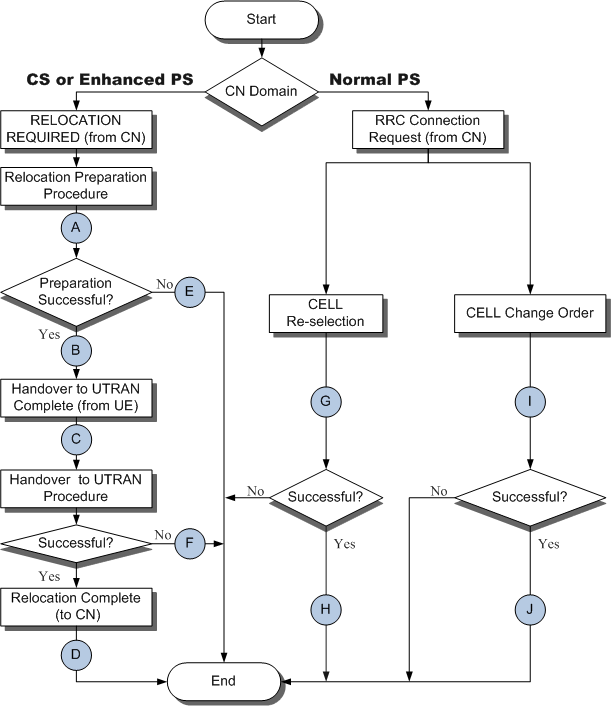 Start
CS or Enhanced PS
CN Domain
Normal PS
RELOCATION
REQUIRED (from CN)
RRC Connection
Request (from CN)
Relocation Preparation
Procedure
A
Preparation
Successful?
No
E
Yes
B
CELL
Re-selection
CELL Change Order
Handover to UTRAN
Complete (from UE)
G
I
C
Handover to UTRAN
Procedure
No
Successful?
No
Successful?
Successful?
No
F
Yes
Yes
Yes
Relocation Complete
(to CN)
H
J
D
End